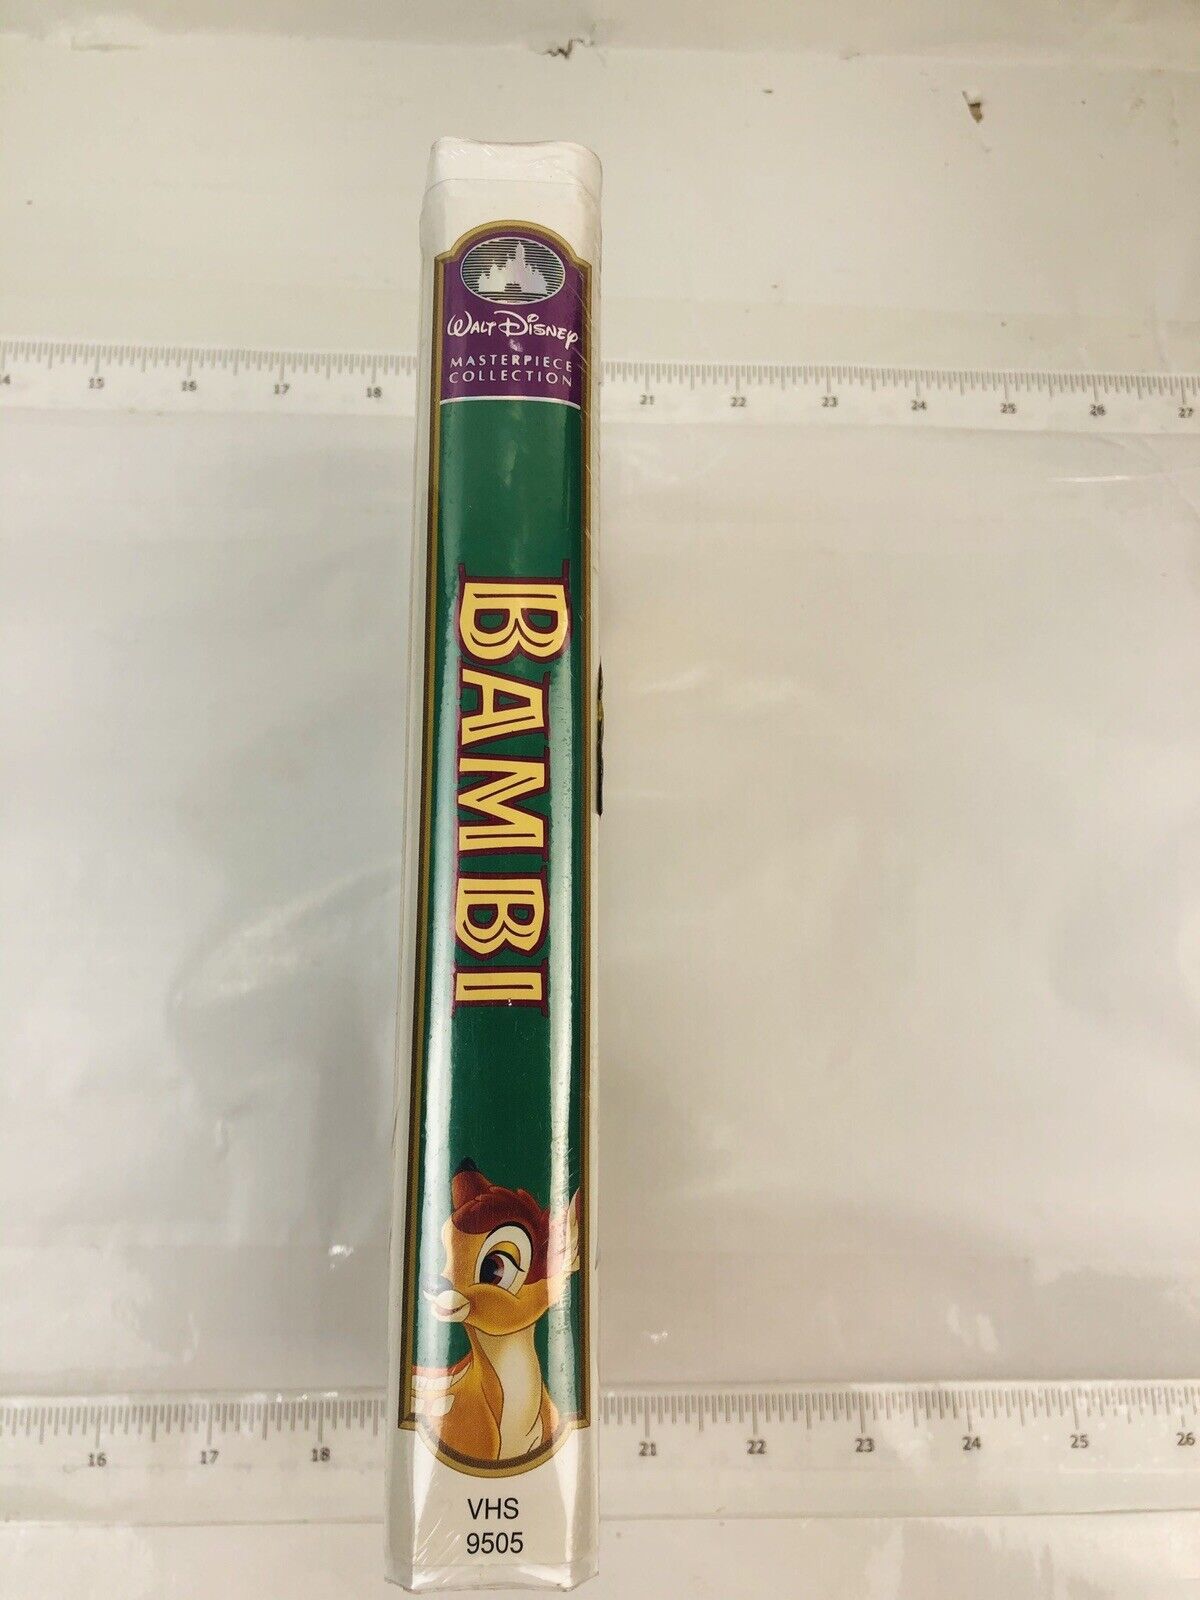 WALT DISNEY
MASTERPIECE
COLLECTION
14 15 16 17 18 21 22 23 24 25 26 27
BAMBI
16 17 18 21 22 23 24 25 26
VHS
9505